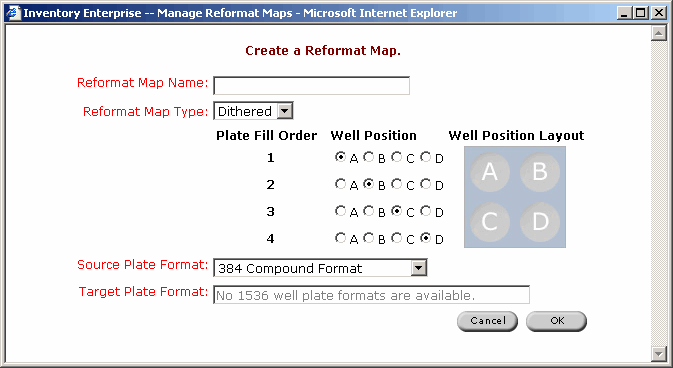 Inventory Enterprise -- Manage Reformat Maps - Microsoft Internet Explorer
Create a Reformat Map.
Reformat Map Name:
Reformat Map Type: Dithered
Plate Fill Order Well Position Well Position Layout
1 A B C D
2 A B C D
3 A B C D
4 A B C D
A B
C D
Source Plate Format: 384 Compound Format
Target Plate Format: No 1536 well plate formats are available.
Cancel OK